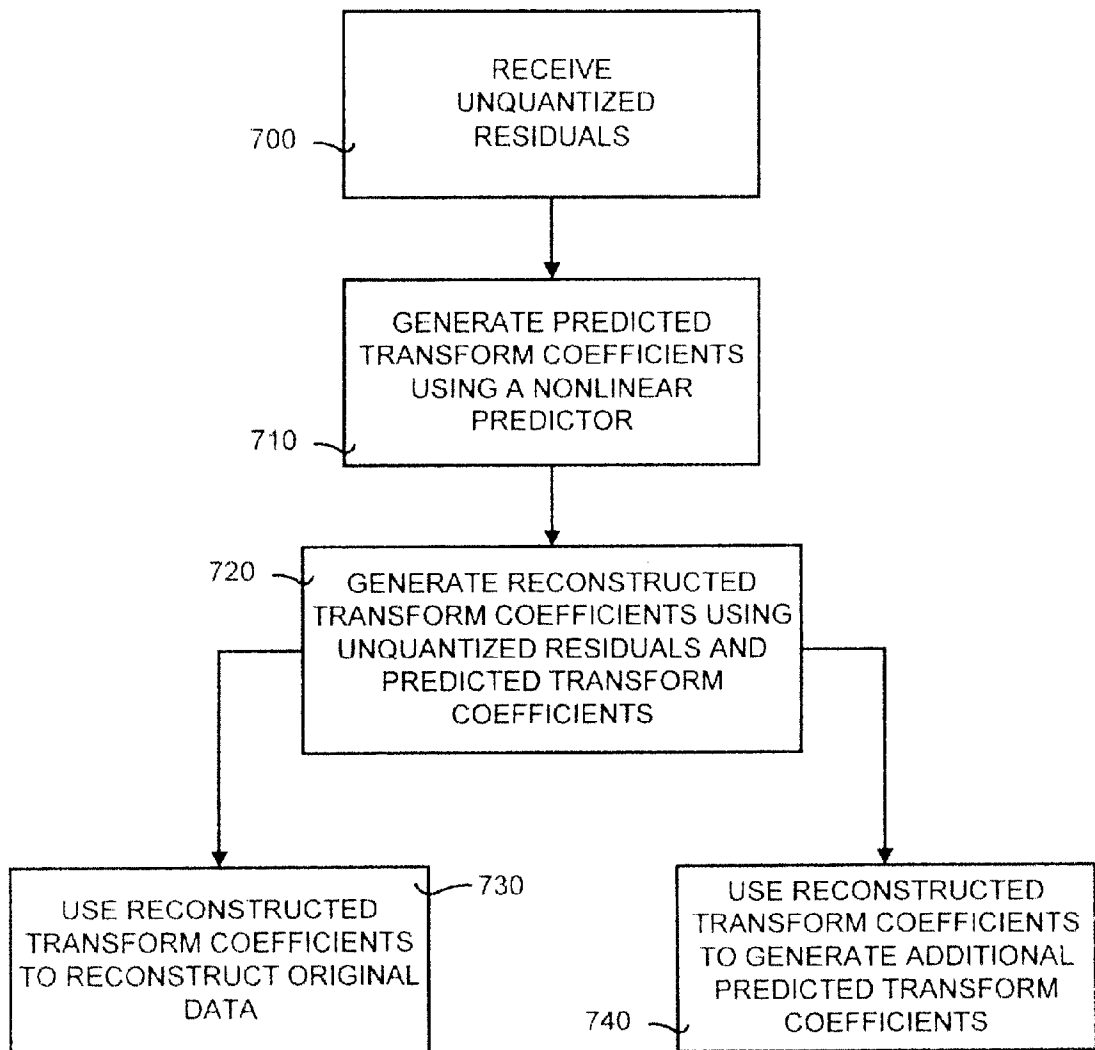 RECEIVE
UNQUANTIZED
RESIDUALS
700
GENERATE PREDICTED
TRANSFORM COEFFICIENTS
USING A NONLINEAR
PREDICTOR
710
720
GENERATE RECONSTRUCTED
TRANSFORM COEFFICIENTS USING
UNQUANTIZED RESIDUALS AND
PREDICTED TRANSFORM
COEFFICIENTS
730
USE RECONSTRUCTED
TRANSFORM COEFFICIENTS
TO RECONSTRUCT ORIGINAL
DATA
USE RECONSTRUCTED
TRANSFORM COEFFICIENTS
TO GENERATE ADDITIONAL
PREDICTED TRANSFORM
COEFFICIENTS
740